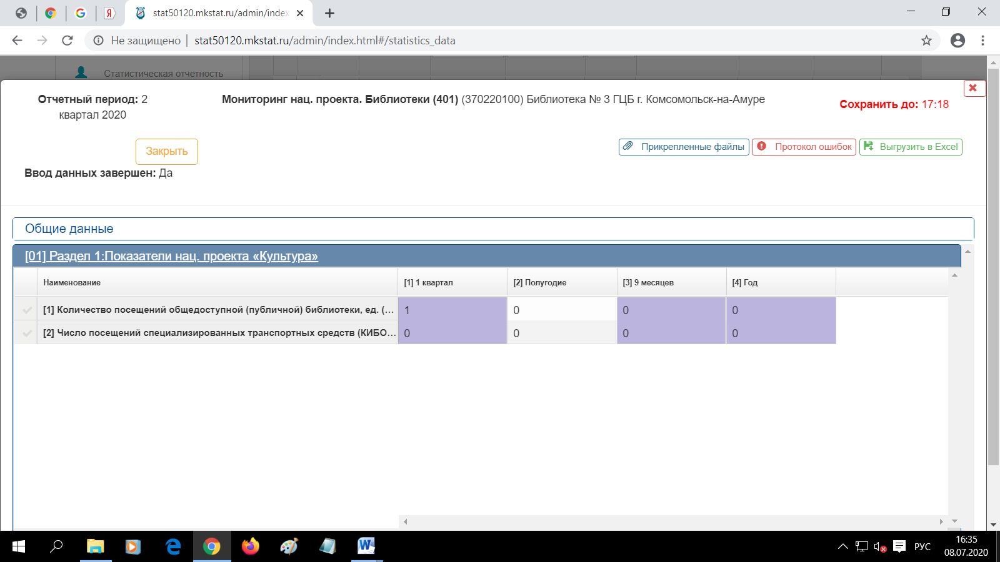 stat50120.mkstat.ru/admin/index
Не защищено | stat50120.mkstat.ru/admin/index.html#/statistics_data
Статистическая отчетность
Отчетный период: 2
квартал 2020
Мониторинг нац. проекта. Библиотеки (401) (370220100) Библиотека № 3 ГЦБ г. Комсомольск-на-Амуре
Сохранить до: 17:18
Закрыть
Прикрепленные файлы
Протокол ошибок
Выгрузить в Excel
Ввод данных завершен: Да
Общие данные
[01] Раздел 1:Показатели нац. проекта «Культура»
Наименование [1] 1 квартал [2] Полугодие [3] 9 месяцев [4] Год
[1] Количество посещений общедоступной (публичной) библиотеки, ед. (... 1 0 0 0
[2] Число посещений специализированных транспортных средств (КИБО... 0 0 0 0
РУС
16:35
08.07.2020